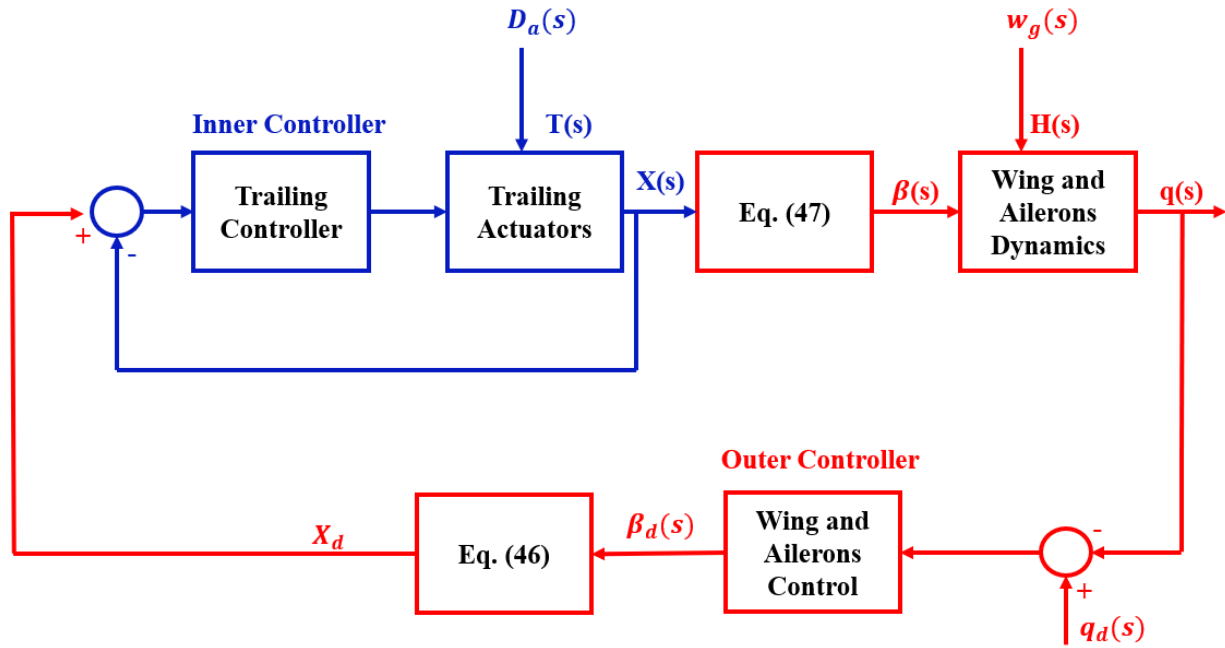 D_a(s)
w_g(s)
Inner Controller
T(s)
H(s)
Trailing
Controller
Trailing
Actuators
X(s)
Eq. (47)
β(s)
Wing and
Ailerons
Dynamics
q(s)
+
-
Outer Controller
X_d
Eq. (46)
β_d(s)
Wing and
Ailerons
Control
-
+
q_d(s)